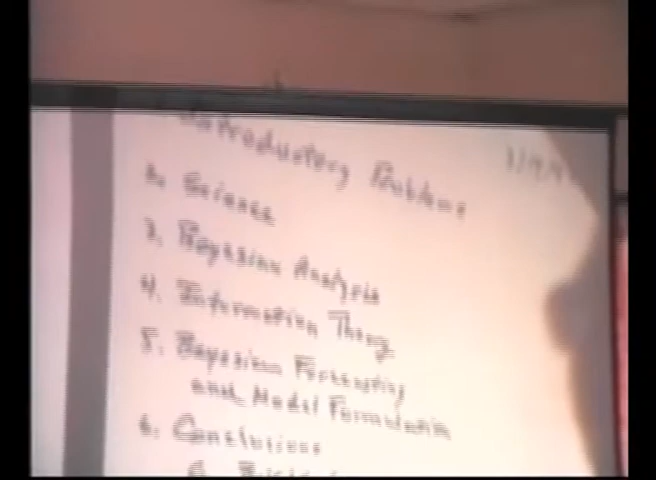 Introductory Problems
2. Science
3. Bayesian Analysis
4. Information Theory
5. Bayesian Forecasting
and Model Formulation
6. Conclusions